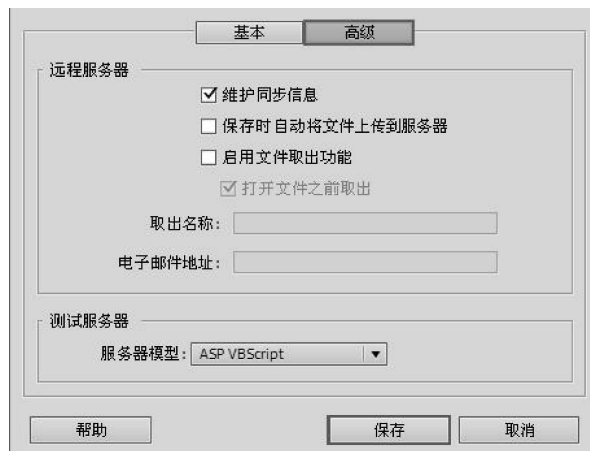 基本 高级
远程服务器
维护同步信息
保存时自动将文件上传到服务器
启用文件取出功能
打开文件之前取出
取出名称:
电子邮件地址:
测试服务器
服务器模型: ASP VBScript
帮助 保存 取消